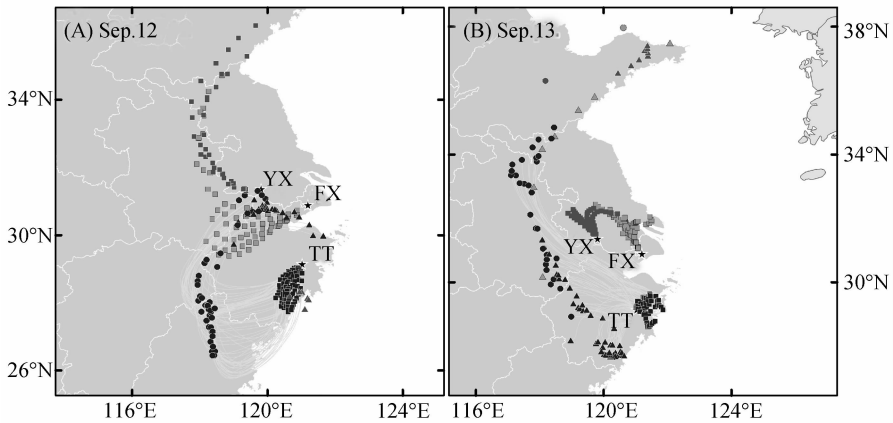 (A) Sep.12
34°N
30°N
26°N
116°E
120°E
124°E
YX
FX
TT
(B) Sep.13
38°N
34°N
30°N
116°E
120°E
124°E
YX
FX
TT